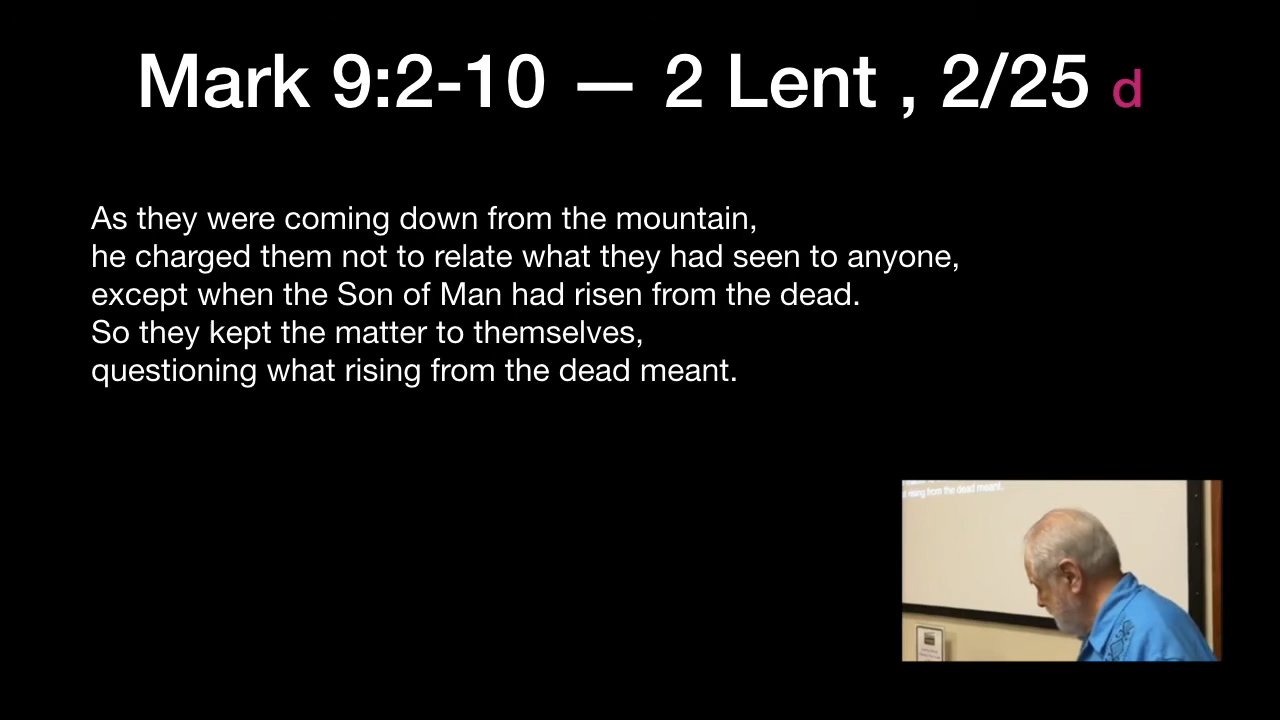 Mark 9:2-10 — 2 Lent , 2/25 d
As they were coming down from the mountain,
he charged them not to relate what they had seen to anyone,
except when the Son of Man had risen from the dead.
So they kept the matter to themselves,
questioning what rising from the dead meant.
rising from the dead meant.